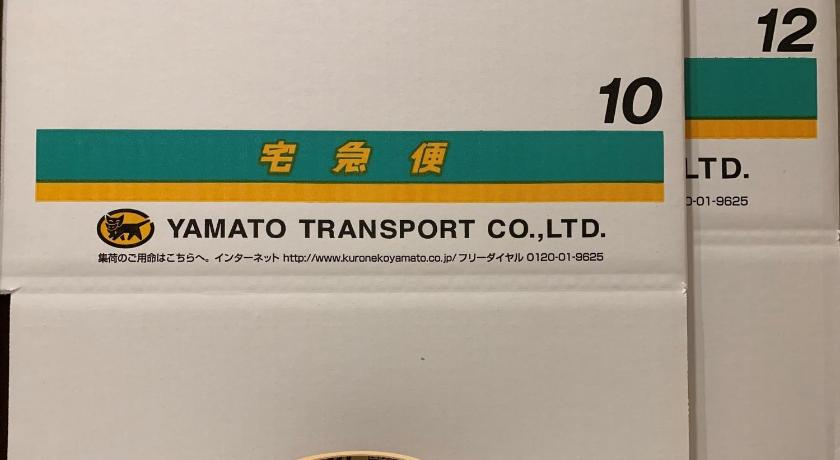 12
10
宅急便
YAMATO TRANSPORT CO.,LTD.
LTD.
集荷のご用命はこちらへ。インターネット http://www.kuronekoyamato.co.jp/ フリーダイヤル 0120-01-9625
-01-9625